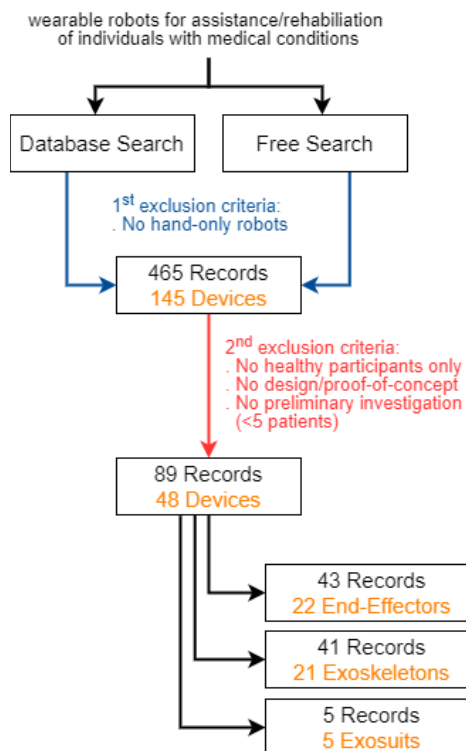 wearable robots for assistance/rehabiliation
of individuals with medical conditions
Database Search
Free Search
1st exclusion criteria:
. No hand-only robots
465 Records
145 Devices
2nd exclusion criteria:
. No healthy participants only
. No design/proof-of-concept
. No preliminary investigation
(<5 patients)
89 Records
48 Devices
43 Records
22 End-Effectors
41 Records
21 Exoskeletons
5 Records
5 Exosuits